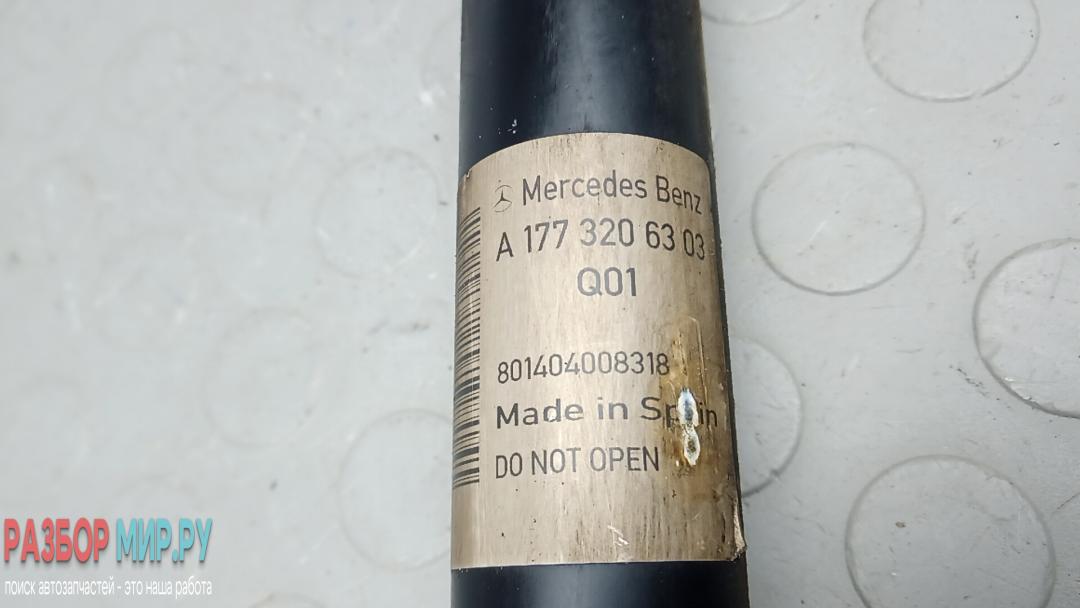 Mercedes Benz
A 177 320 63 03
Q01
801404008318
Made in Spain
DO NOT OPEN
РАЗБОР МИР.РУ
поиск автозапчастей - это наша работа